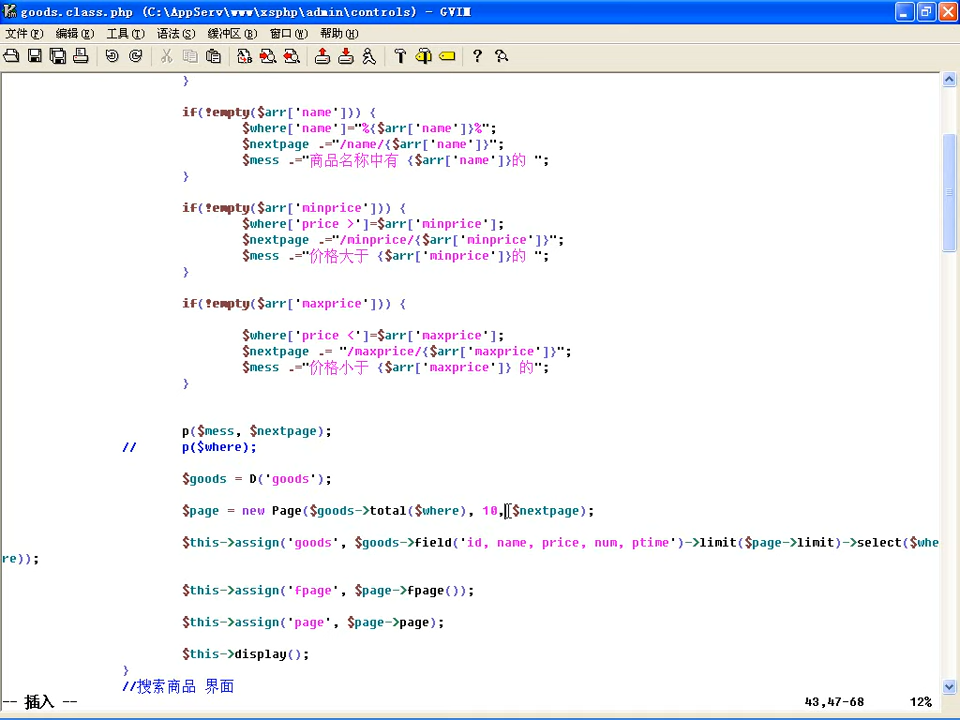 goods.class.php (C:\AppServ\www\xsphp\admin\controls) - GVIM
文件(F) 编辑(E) 工具(T) 语法(S) 缓冲区(B) 窗口(W) 帮助(H)
}
if(!empty($arr['name'])) {
$where['name']="%{$arr['name']}%";
$nextpage .="/name/{$arr['name']}";
$mess .="商品名称中有 {$arr['name']}的 ";
}
if(!empty($arr['minprice'])) {
$where['price >']=$arr['minprice'];
$nextpage .="/minprice/{$arr['minprice']}";
$mess .="价格大于 {$arr['minprice']}的 ";
}
if(!empty($arr['maxprice'])) {
$where['price <']=$arr['maxprice'];
$nextpage .= "/maxprice/{$arr['maxprice']}";
$mess .="价格小于 {$arr['maxprice']} 的";
}
p($mess, $nextpage);
// p($where);
$goods = D('goods');
$page = new Page($goods->total($where), 10, $nextpage);
$this->assign('goods', $goods->field('id, name, price, num, ptime')->limit($page->limit)->select($whe
re));
$this->assign('fpage', $page->fpage());
$this->assign('page', $page->page);
$this->display();
}
//搜索商品 界面
-- 插入 -- 43,47-68 12%